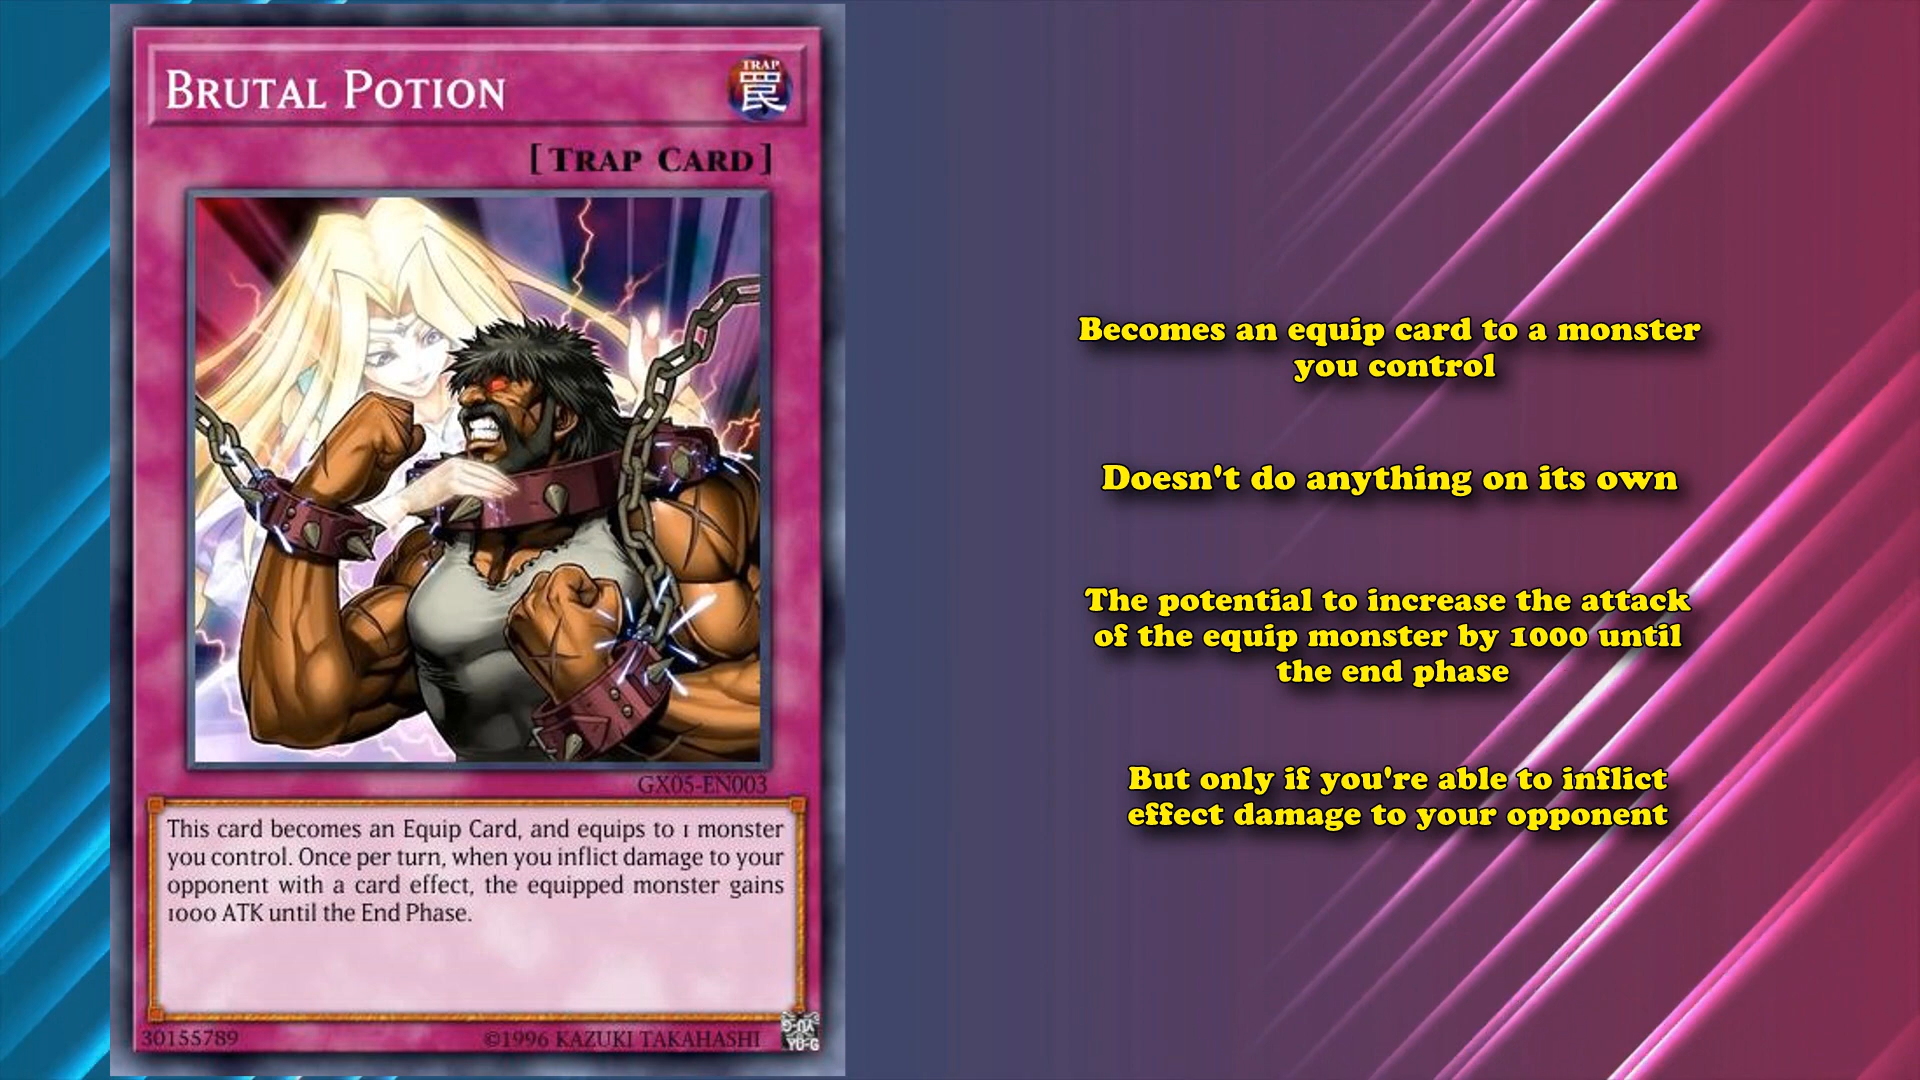 BRUTAL POTION
TRAP
罠
[TRAP CARD]
GX05-EN003
This card becomes an Equip Card, and equips to 1 monster
you control. Once per turn, when you inflict damage to your
opponent with a card effect, the equipped monster gains
1000 ATK until the End Phase.
30155789
©1996 KAZUKI TAKAHASHI
Becomes an equip card to a monster
you control
Doesn't do anything on its own
The potential to increase the attack
of the equip monster by 1000 until
the end phase
But only if you're able to inflict
effect damage to your opponent